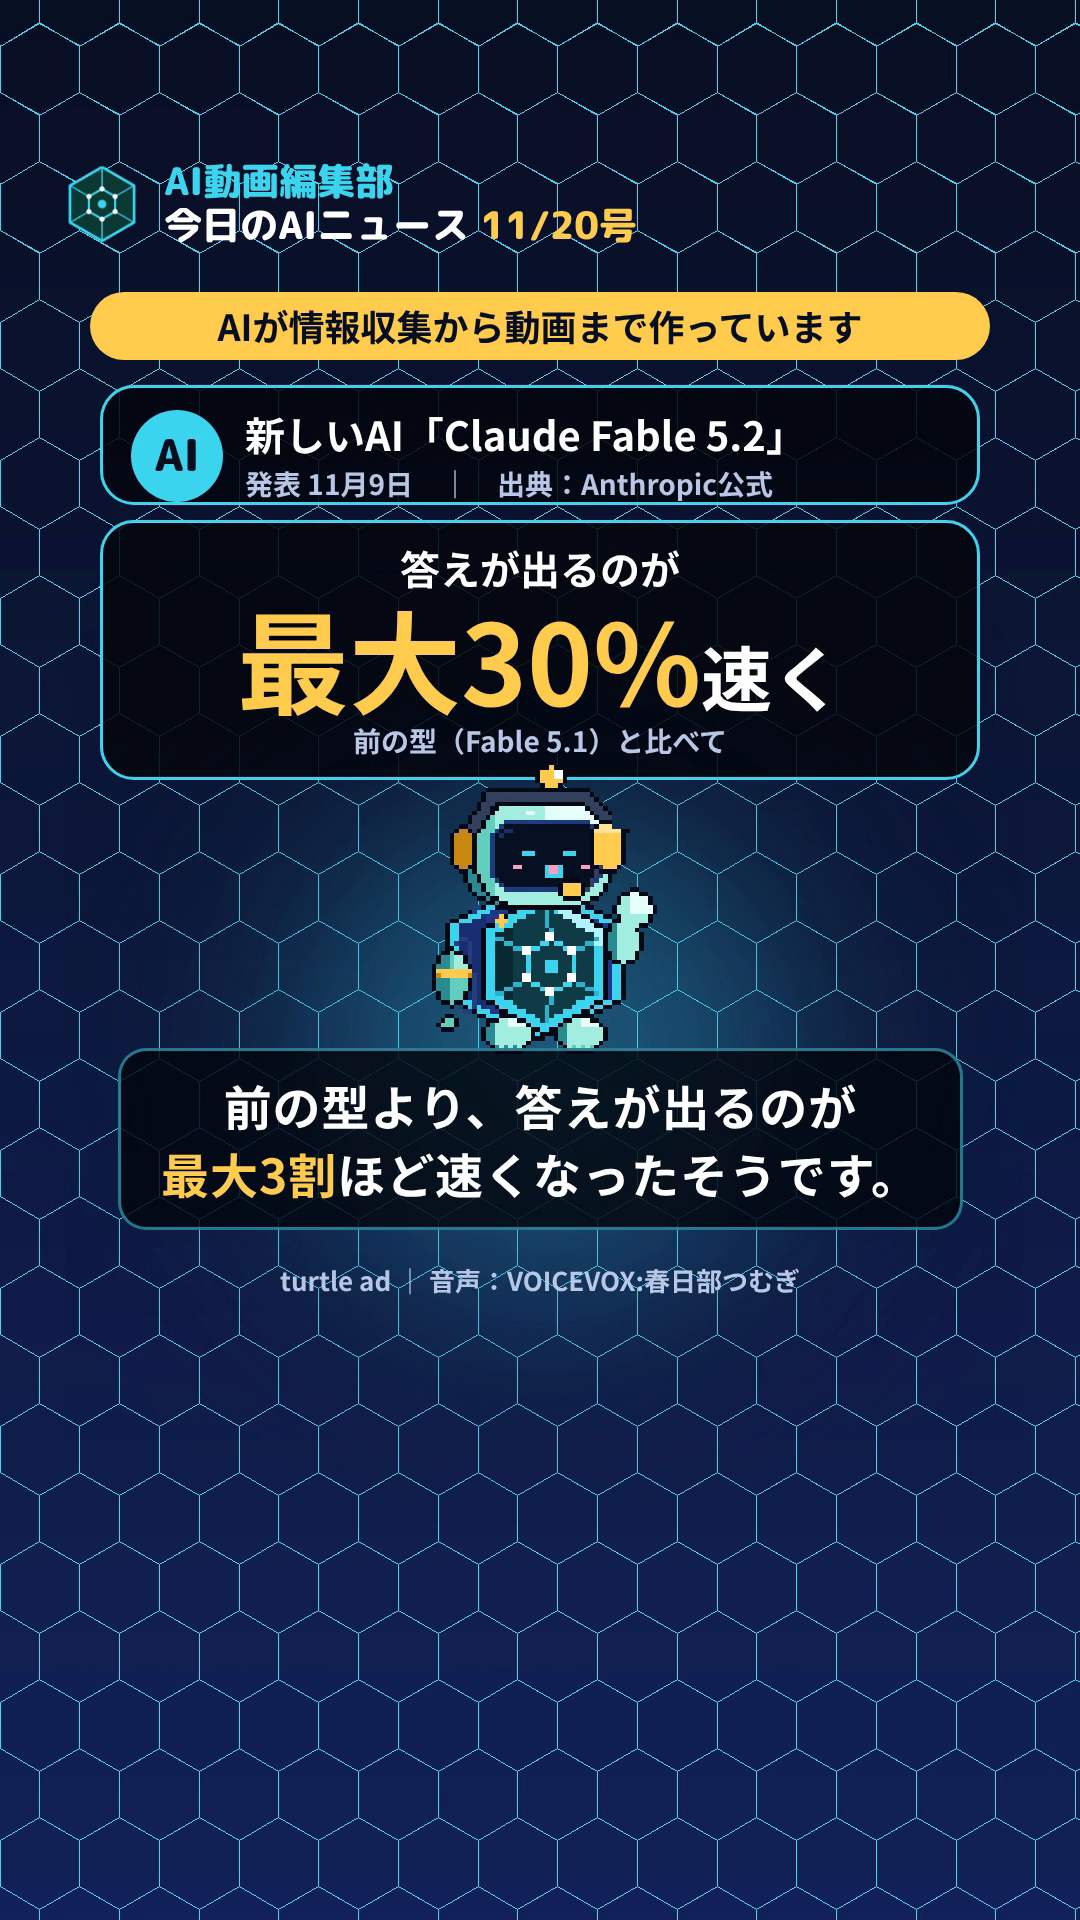 AI動画編集部
今日のAIニュース 11/20号
AIが情報収集から動画まで作っています
AI
新しいAI「Claude Fable 5.2」
発表 11月9日 ｜ 出典：Anthropic公式
答えが出るのが
最大30%速く
前の型（Fable 5.1）と比べて
前の型より、答えが出るのが
最大3割ほど速くなったそうです。
turtle ad ｜ 音声：VOICEVOX:春日部つむぎ